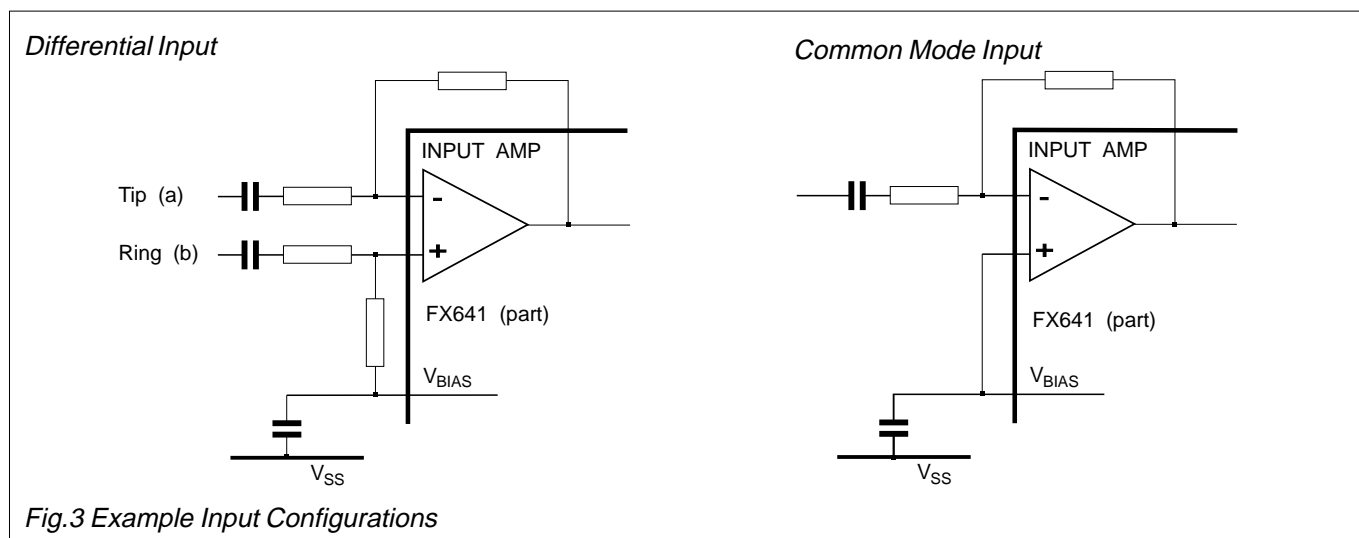 Differential Input
INPUT AMP
Tip (a)
-
Ring (b)
+
FX641 (part)
VBIAS
VSS
Common Mode Input
INPUT AMP
-
+
FX641 (part)
VBIAS
VSS
Fig.3 Example Input Configurations